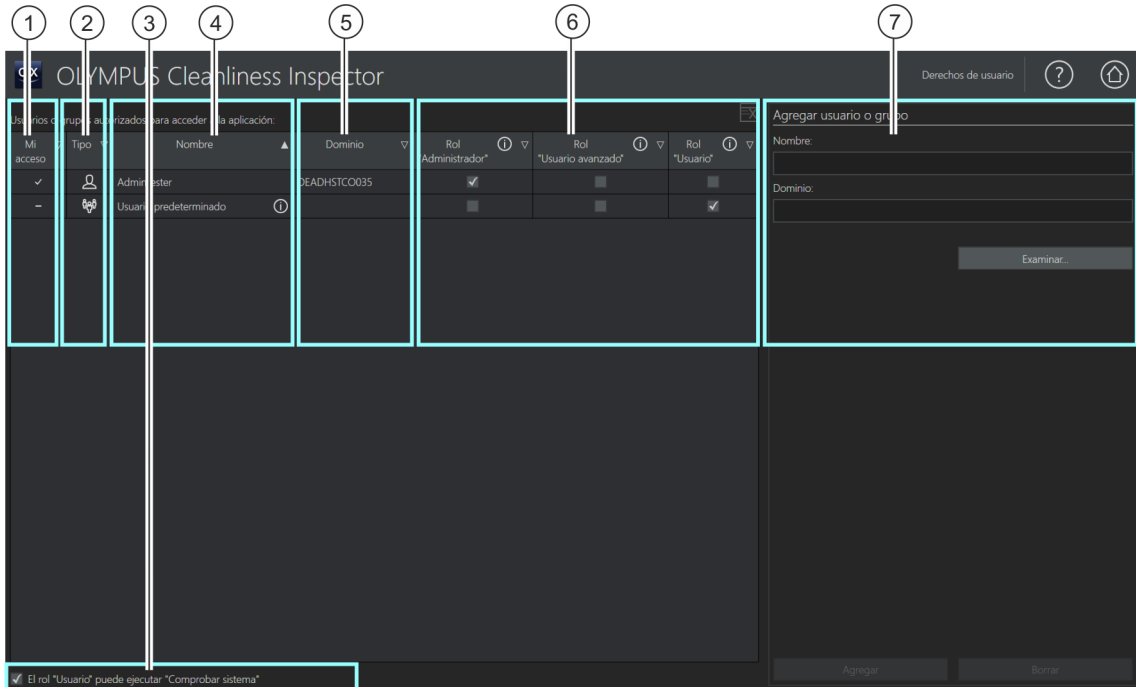 1 2 3 4 5 6 7
OLYMPUS Cleanliness Inspector
Derechos de usuario
?
Usuarios o grupos autorizados para acceder a la aplicación:
Mi acceso
Tipo
Nombre
Dominio
Rol Administrador"
Rol "Usuario avanzado"
Rol "Usuario"
Administer
DEADHSTCO035
Usuario predeterminado
Agregar usuario o grupo
Nombre:
Dominio:
Examinar...
Agregar
Borrar
El rol "Usuario" puede ejecutar "Comprobar sistema"